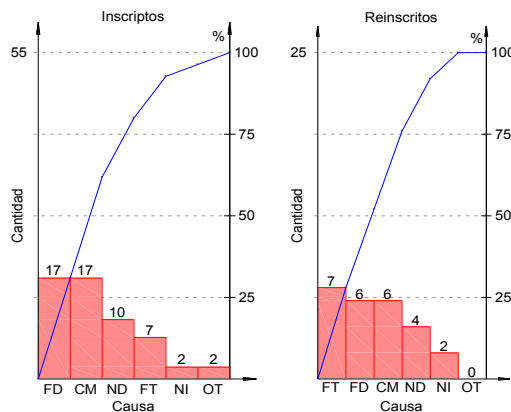 Inscriptos
%
55
100
75
50
25
Cantidad
17
17
10
7
2
2
FD
CM
ND
FT
NI
OT
Causa
Reinscritos
%
25
100
75
50
25
Cantidad
7
6
6
4
2
0
FT
FD
CM
ND
NI
OT
Causa